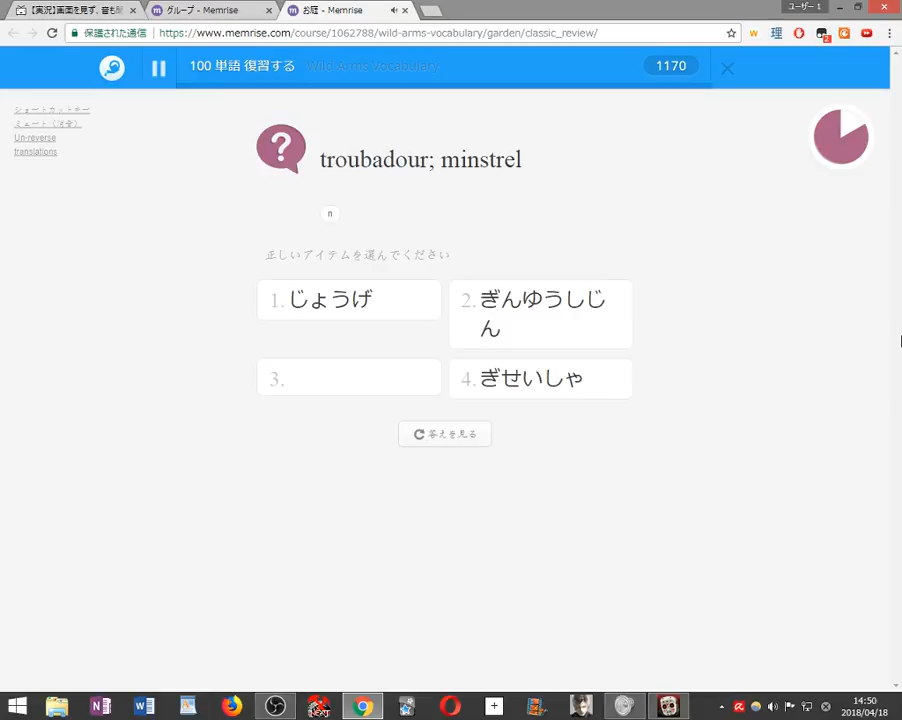 【実況】画面を見ず、音も
グループ - Memrise
お庭 - Memrise
ユーザー 1
保護された通信
https://www.memrise.com/course/1062788/wild-arms-vocabulary/garden/classic_review/
100 単語 復習する Wild Arms Vocabulary
1170
ショートカットキー
ミュート (消音)
Un-reverse
translations
troubadour; minstrel
n
正しいアイテムを選んでください
1. じょうげ
2. ぎんゆうしじ
ん
3.
4. ぎせいしゃ
答えを見る
14:50
2018/04/18